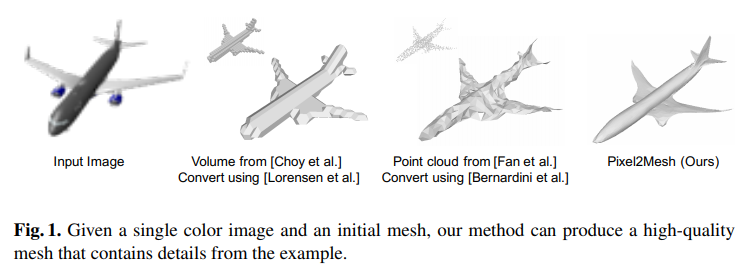 Input Image
Volume from [Choy et al.]
Convert using [Lorensen et al.]
Point cloud from [Fan et al.]
Convert using [Bernardini et al.]
Pixel2Mesh (Ours)
Fig. 1. Given a single color image and an initial mesh, our method can produce a high-quality
mesh that contains details from the example.